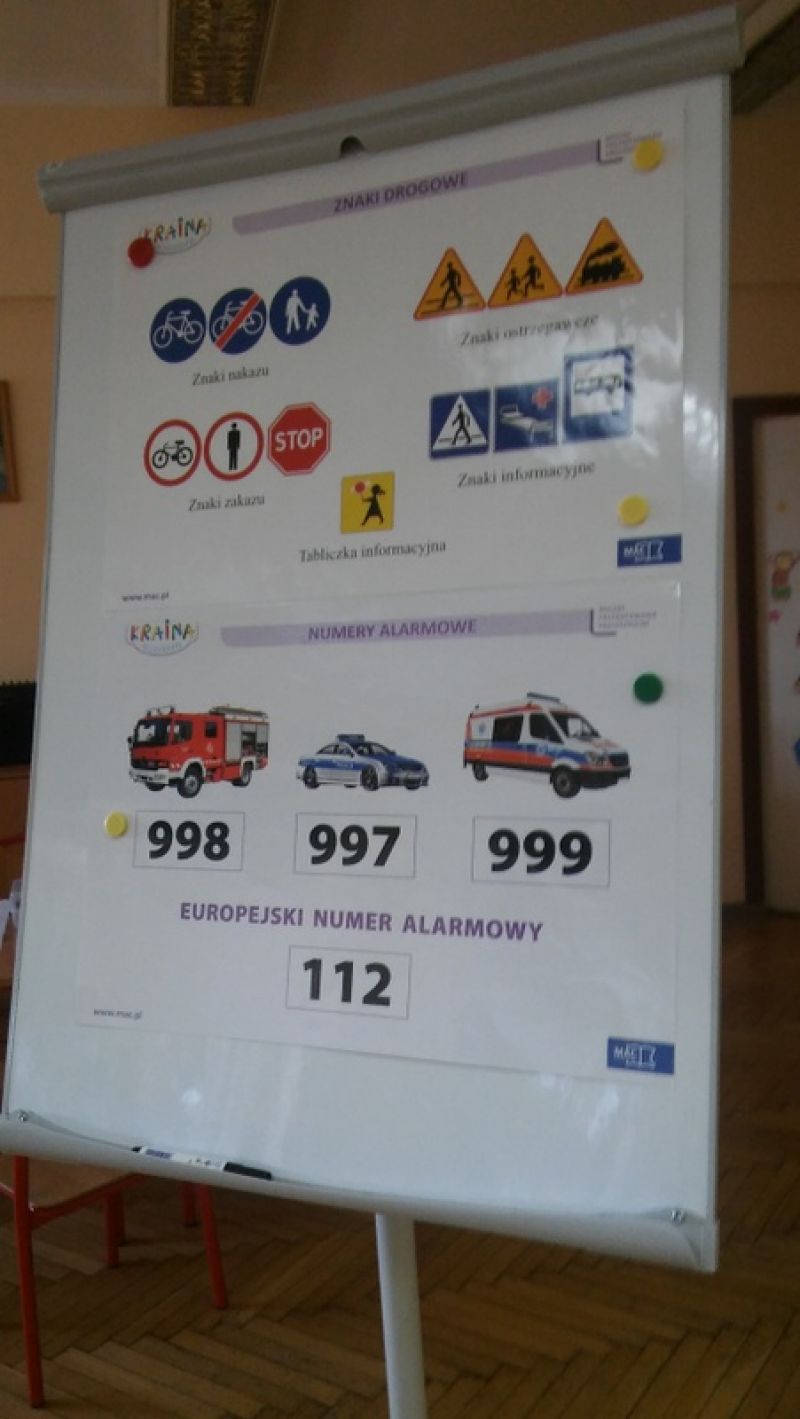 KRAINA
ZNAKI DROGOWE
Znaki nakazu
Znaki ostrzegawcze
STOP
Znaki zakazu
Znaki informacyjne
Tabliczka informacyjna
www.mac.pl
MAC
KRAINA
NUMERY ALARMOWE
998
997
999
EUROPEJSKI NUMER ALARMOWY
112
www.mac.pl
MAC